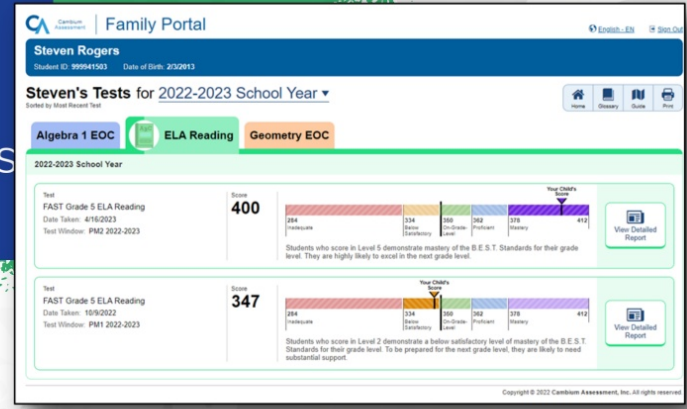 CA Cambium Assessment Family Portal
English - EN Sign Out
Steven Rogers
Student ID: 999941503 Date of Birth: 2/3/2013
Steven's Tests for 2022-2023 School Year
Sorted by Most Recent Test
Home Glossary Guide Print
Algebra 1 EOC ELA Reading Geometry EOC
2022-2023 School Year
Test
FAST Grade 5 ELA Reading
Date Taken: 4/16/2023
Test Window: PM2 2022-2023
Score
400
Your Child's
Score
284 334 350 362 378 412
Inadequate Below Satisfactory On-Grade-Level Proficient Mastery
Students who score in Level 5 demonstrate mastery of the B.E.S.T. Standards for their grade
level. They are highly likely to excel in the next grade level.
View Detailed
Report
Test
FAST Grade 5 ELA Reading
Date Taken: 10/9/2022
Test Window: PM1 2022-2023
Score
347
Your Child's
Score
284 334 350 362 378 412
Inadequate Below Satisfactory On-Grade-Level Proficient Mastery
Students who score in Level 2 demonstrate a below satisfactory level of mastery of the B.E.S.T.
Standards for their grade level. To be prepared for the next grade level, they are likely to need
substantial support.
View Detailed
Report
Copyright © 2022 Cambium Assessment, Inc. All rights reserved.